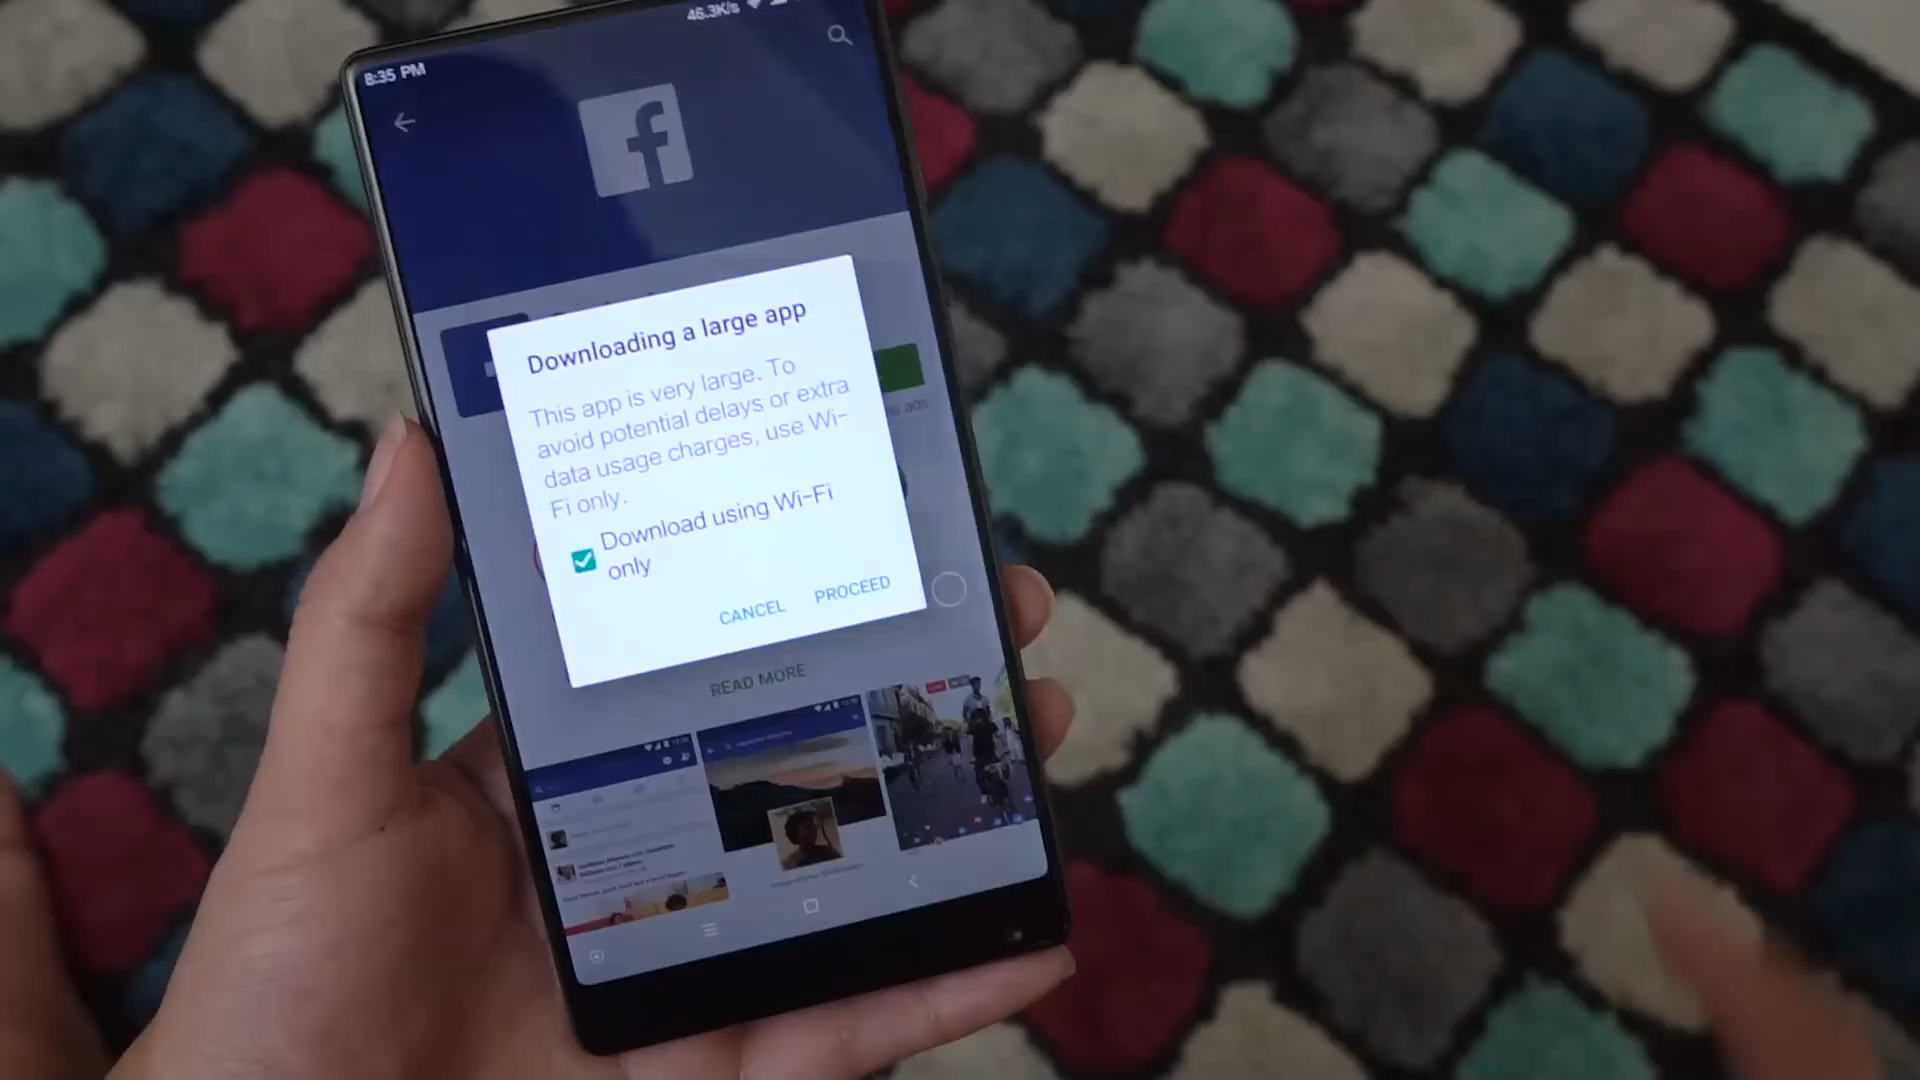 46.3K/s
8:35 PM
f
Downloading a large app
This app is very large. To
avoid potential delays or extra
data usage charges, use Wi-
Fi only.
Download using Wi-Fi
only
CANCEL PROCEED
ads
READ MORE